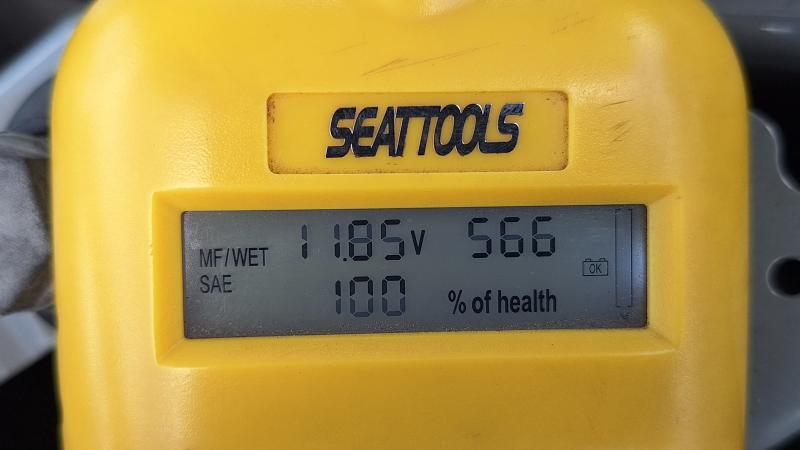 SEATTOOLS
MF/WET 11.85V 566
OK
SAE 100 % of health